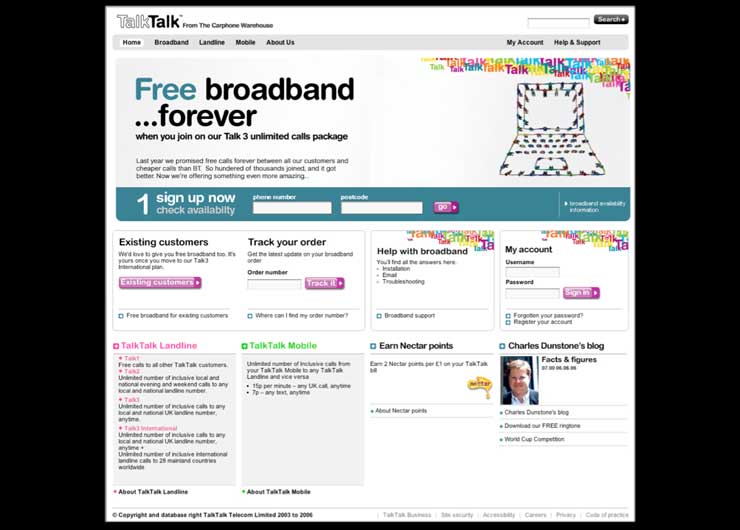 TalkTalk From The Carphone Warehouse
Search
Home Broadband Landline Mobile About Us My Account Help & Support
Free broadband
...forever
when you join on our Talk 3 unlimited calls package
Last year we promised free calls forever between all our customers and
cheaper calls than BT. So hundreds of thousands joined, and it got
better. Now we're offering something even more amazing...
1 sign up now
check availability
phone number
postcode
go
broadband availability
information
Existing customers
We'd love to give you free broadband too. It's
yours once you move to our Talk3
International plan.
Existing customers
Free broadband for existing customers
Track your order
Get the latest update on your broadband
order
Order number
Track it
Where can I find my order number?
Help with broadband
You'll find all the answers here.
Installation
Email
Troubleshooting
Broadband support
My account
Username
Password
Sign in
Forgotten your password?
Register your account
TalkTalk Landline
Talk1
Free calls to all other TalkTalk customers.
Talk2
Unlimited number of inclusive local and
national evening and weekend calls to any
local and national landline number.
Talk3
Unlimited number of inclusive calls to any
local and national UK landline number,
anytime.
Talk3 International
Unlimited number of inclusive calls to any
local and national UK landline number,
anytime +
Unlimited number of inclusive international
landline calls to 28 mainland countries
worldwide
About TalkTalk Landline
TalkTalk Mobile
Unlimited number of Inclusive calls from
your TalkTalk Mobile to any TalkTalk
Landline and vice versa
15p per minute – any UK call, anytime
7p – any text, anytime
About TalkTalk Mobile
Earn Nectar points
Earn 2 Nectar points per £1 on your TalkTalk
bill
nectar
About Nectar points
Charles Dunstone's blog
Facts & figures
07.00 06.06.06
Charles Dunstone's blog
Download our FREE ringtone
World Cup Competition
© Copyright and database right TalkTalk Telecom Limited 2003 to 2006
TalkTalk Business | Site security | Accessibility | Careers | Privacy | Code of practice